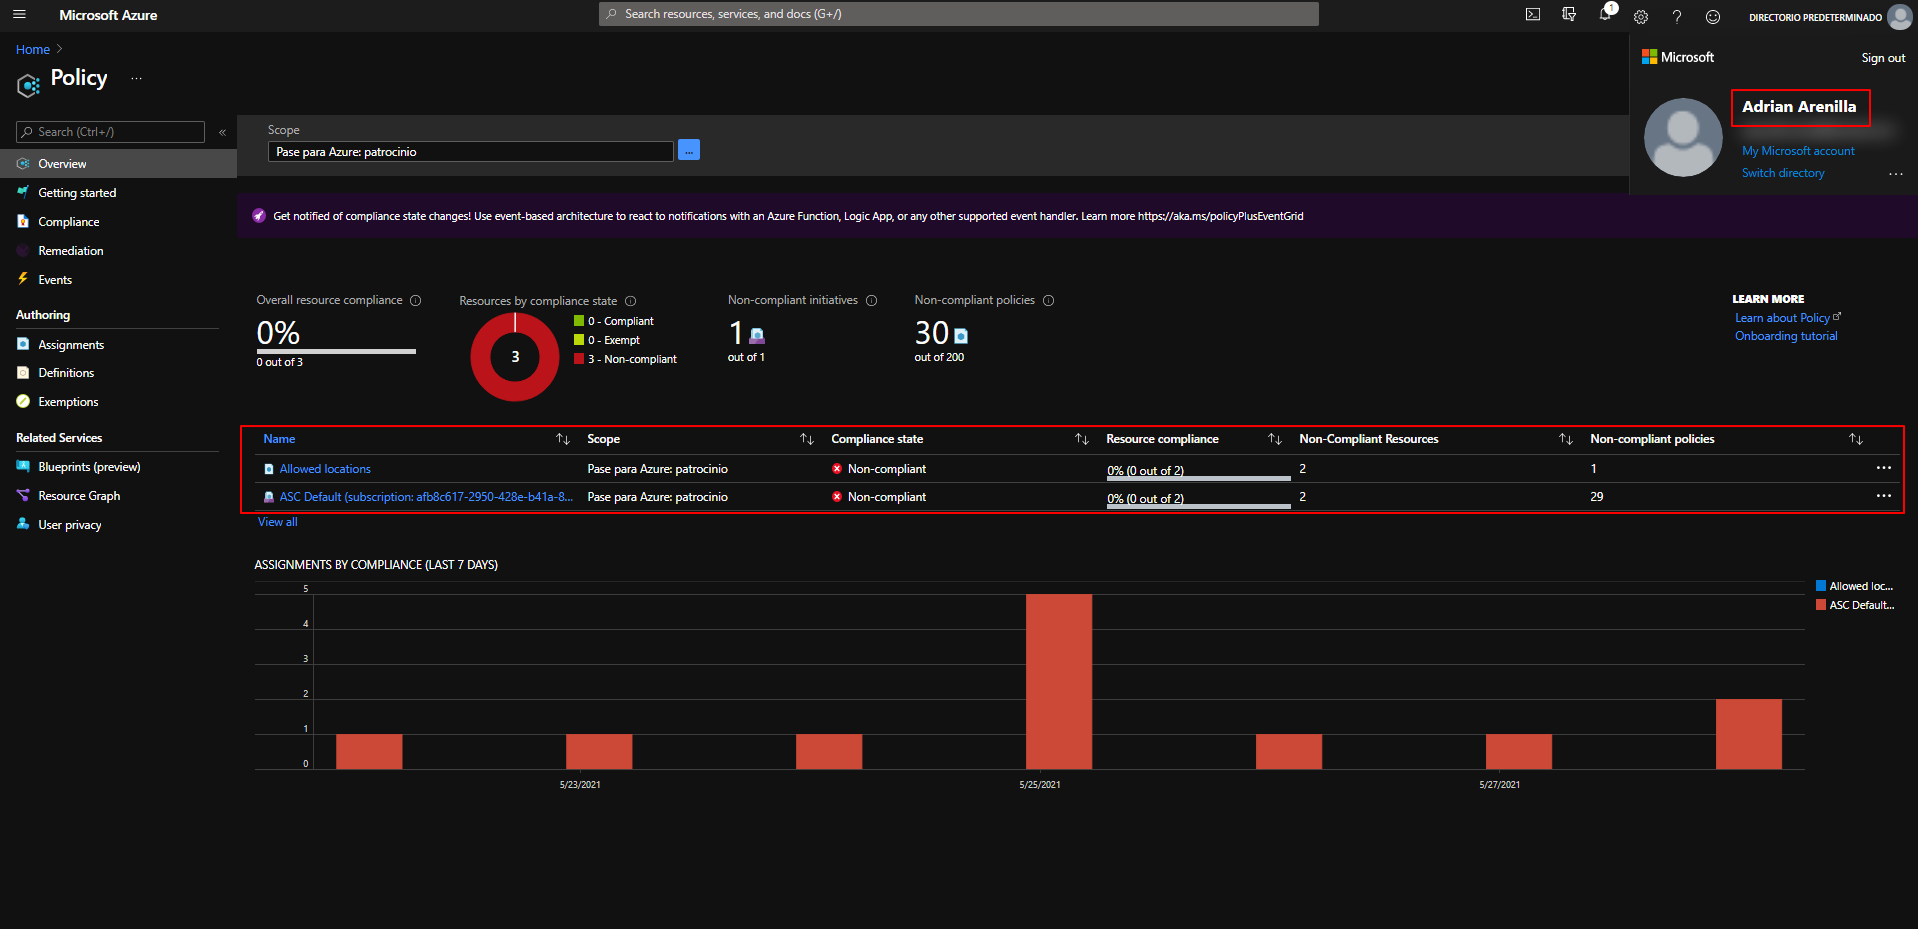 Microsoft Azure
Search resources, services, and docs (G+/)
1
DIRECTORIO PREDETERMINADO
Home
Policy
...
Microsoft
Sign out
Adrian Arenilla
My Microsoft account
Switch directory
...
Search (Ctrl+/)
«
Overview
Getting started
Compliance
Remediation
Events
Authoring
Assignments
Definitions
Exemptions
Related Services
Blueprints (preview)
Resource Graph
User privacy
Scope
Pase para Azure: patrocinio
...
Get notified of compliance state changes! Use event-based architecture to react to notifications with an Azure Function, Logic App, or any other supported event handler. Learn more https://aka.ms/policyPlusEventGrid
Overall resource compliance
0%
0 out of 3
Resources by compliance state
3
0 - Compliant
0 - Exempt
3 - Non-compliant
Non-compliant initiatives
1
out of 1
Non-compliant policies
30
out of 200
LEARN MORE
Learn about Policy
Onboarding tutorial
Name Scope Compliance state Resource compliance Non-Compliant Resources Non-compliant policies
Allowed locations Pase para Azure: patrocinio Non-compliant 0% (0 out of 2) 2 1 ...
ASC Default (subscription: afb8c617-2950-428e-b41a-8... Pase para Azure: patrocinio Non-compliant 0% (0 out of 2) 2 29 ...
View all
ASSIGNMENTS BY COMPLIANCE (LAST 7 DAYS)
5
4
3
2
1
0
5/23/2021 5/25/2021 5/27/2021
Allowed loc...
ASC Default...